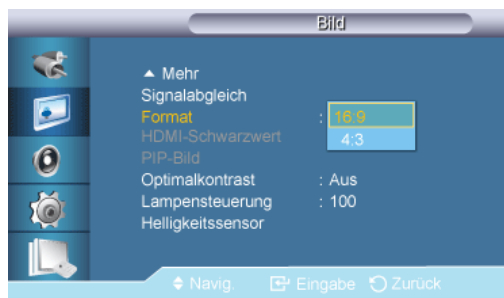 Bild
▲ Mehr
Signalabgleich
Format : 16:9
4:3
HDMI-Schwarzwert
PIP-Bild
Optimalkontrast : Aus
Lampensteuerung : 100
Helligkeitssensor
Navig. Eingabe Zurück